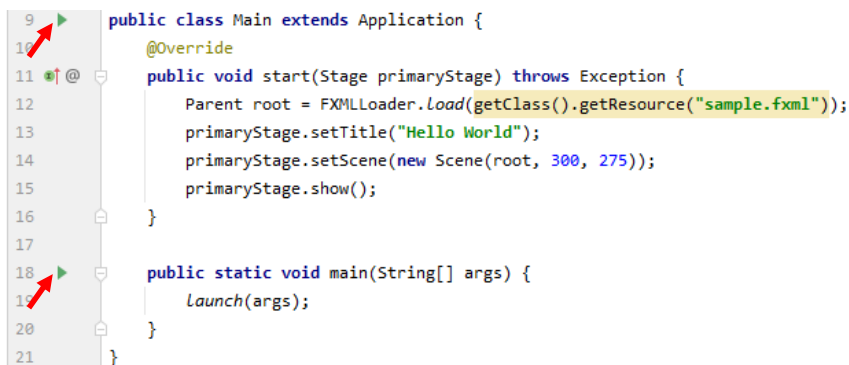 9 public class Main extends Application {
10 @Override
11 @ public void start(Stage primaryStage) throws Exception {
12 Parent root = FXMLLoader.load(getClass().getResource("sample.fxml"));
13 primaryStage.setTitle("Hello World");
14 primaryStage.setScene(new Scene(root, 300, 275));
15 primaryStage.show();
16 }
17
18 public static void main(String[] args) {
19 launch(args);
20 }
21 }